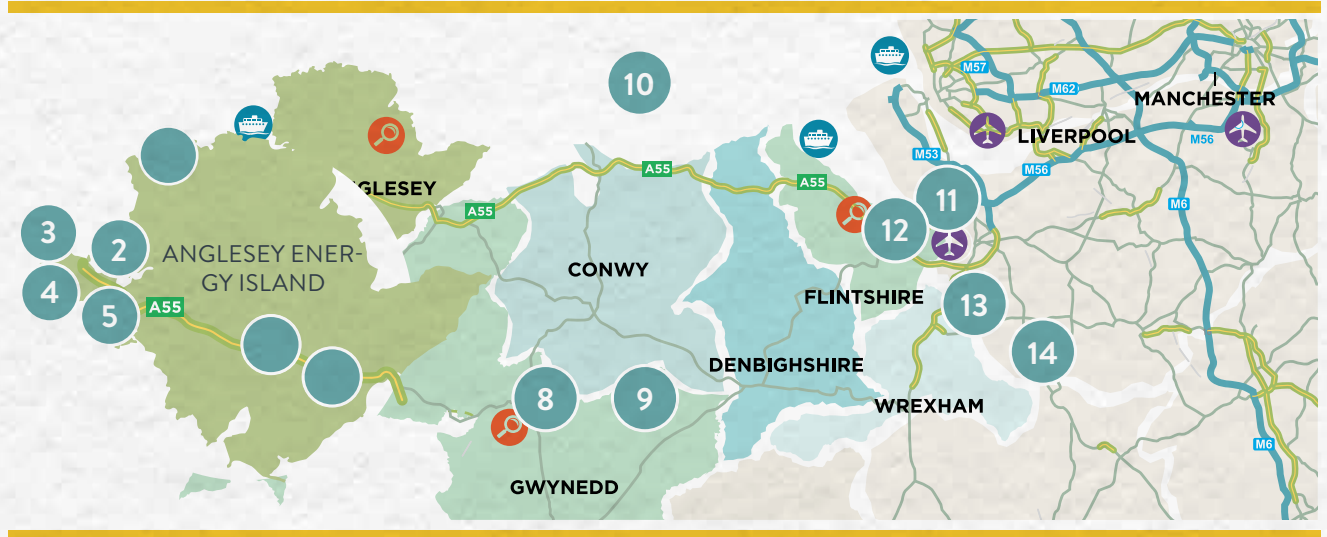 10
M57
M62
MANCHESTER
LIVERPOOL
M56
M53
M56
A55
A55
GLESEY
A55
M6
3
2
11
12
ANGLESEY ENER-
GY ISLAND
CONWY
4
5
A55
FLINTSHIRE
13
14
DENBIGHSHIRE
8
9
WREXHAM
M6
GWYNEDD